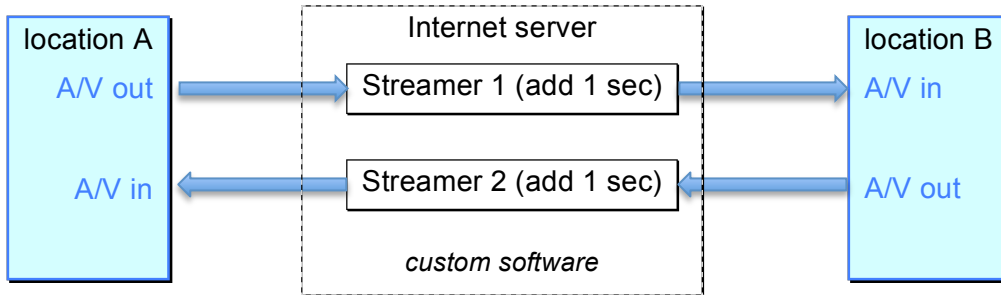 location A
A/V out
A/V in
Internet server
Streamer 1 (add 1 sec)
Streamer 2 (add 1 sec)
custom software
location B
A/V in
A/V out